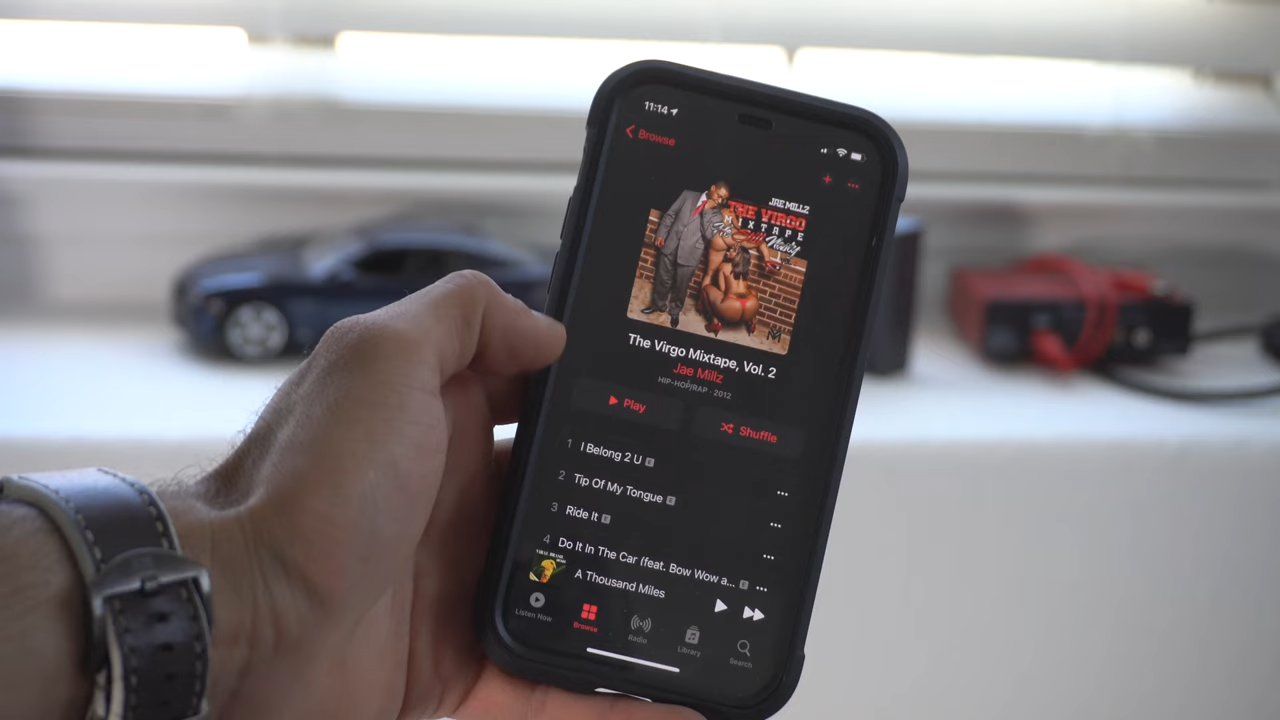 11:14
Browse
JAE MILLZ
THE VIRGO
MIXTAPE
Nasty
The Virgo Mixtape, Vol. 2
Jae Millz
HIP-HOP/RAP · 2012
Play
Shuffle
1 I Belong 2 U E
2 Tip Of My Tongue E
3 Ride It E
4 Do It In The Car (feat. Bow Wow a... E
A Thousand Miles
Listen Now
Browse
Radio
Library
Search